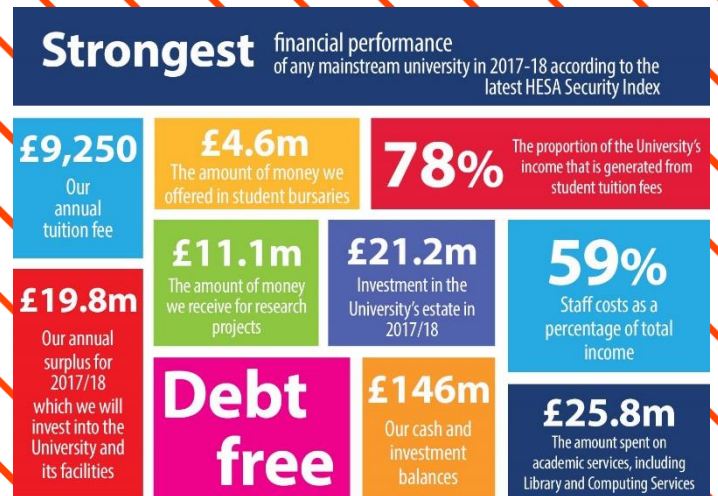 Strongest financial performance
of any mainstream university in 2017-18 according to the
latest HESA Security Index
£9,250
Our
annual
tuition fee
£4.6m
The amount of money we
offered in student bursaries
78%
The proportion of the University's
income that is generated from
student tuition fees
£11.1m
The amount of money
we receive for research
projects
£21.2m
Investment in the
University's estate in
2017/18
59%
Staff costs as a
percentage of total
income
£19.8m
Our annual
surplus for
2017/18
which we will
invest into the
University and
its facilities
Debt
free
£146m
Our cash and
investment
balances
£25.8m
The amount spent on
academic services, including
Library and Computing Services